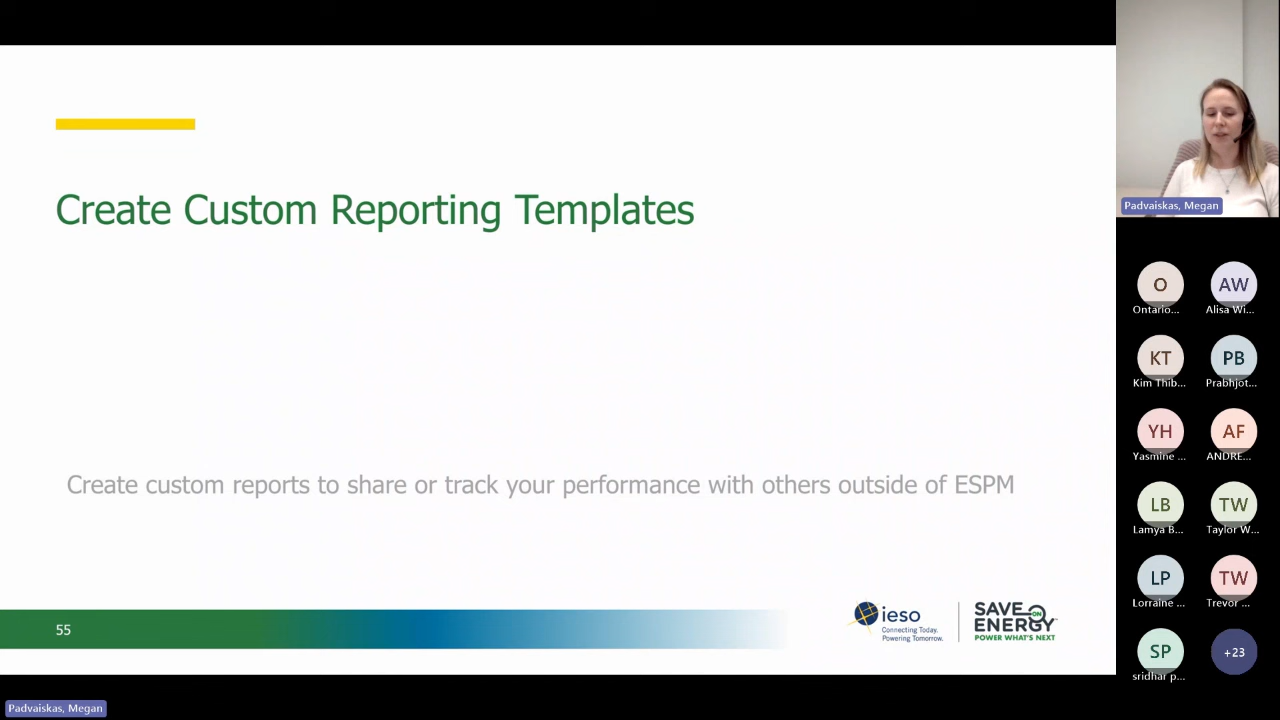 Create Custom Reporting Templates
Create custom reports to share or track your performance with others outside of ESPM
55
ieso
Connecting Today.
Powering Tomorrow.
SAVE ON
ENERGY
POWER WHAT'S NEXT
Padvaiskas, Megan
O
Ontario...
AW
Alisa Wi...
KT
Kim Thib...
PB
Prabhjot...
YH
Yasmine ...
AF
ANDRE...
LB
Lamya B...
TW
Taylor W...
LP
Lorraine ...
TW
Trevor ...
SP
sridhar p...
+23
Padvaiskas, Megan